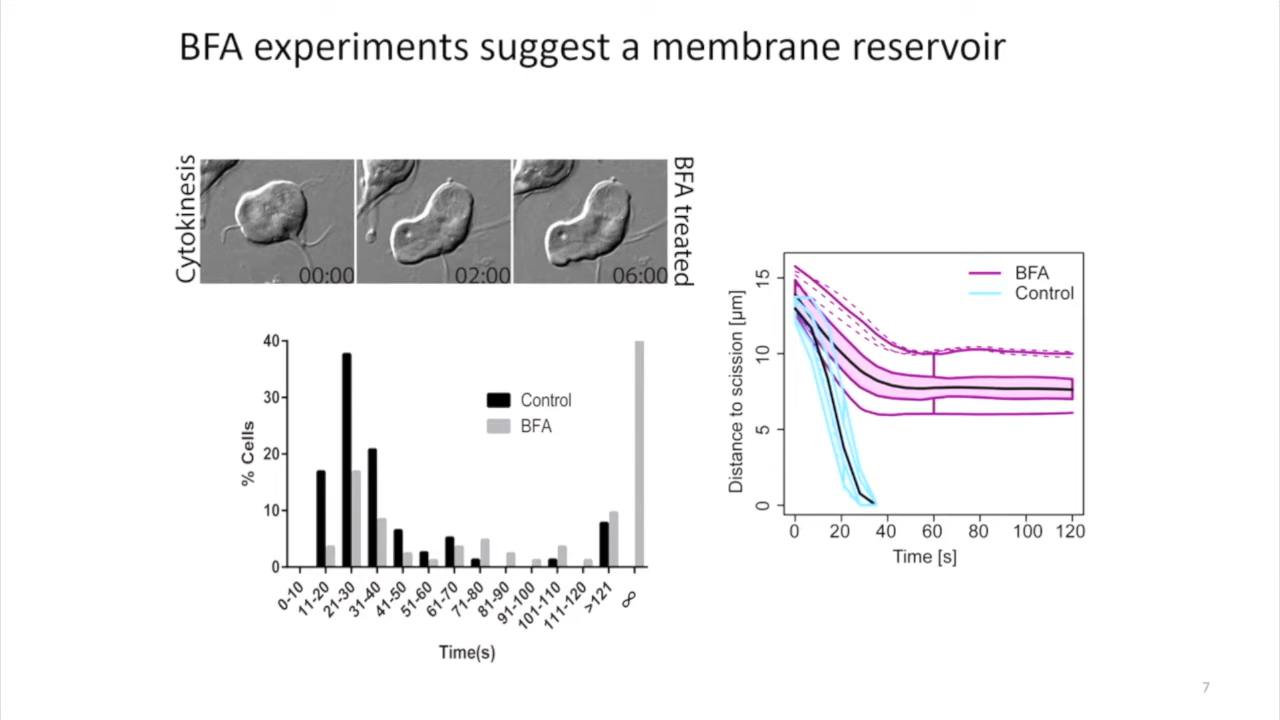 BFA experiments suggest a membrane reservoir
Cytokinesis
00:00
02:00
06:00
BFA treated
40
30
20
10
0
% Cells
Control
BFA
0-10
11-20
21-30
31-40
41-50
51-60
61-70
71-80
81-90
91-100
101-110
111-120
>121
∞
Time(s)
BFA
Control
15
10
5
0
Distance to scission [µm]
0 20 40 60 80 100 120
Time [s]
7